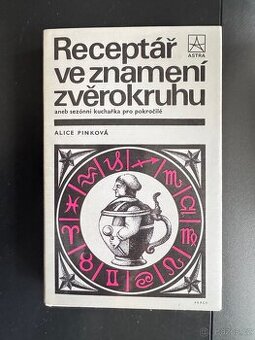 Receptář
ASTRA
ve znamení
zvěrokruhu
aneb sezónní kuchařka pro pokročilé
ALICE PINKOVÁ